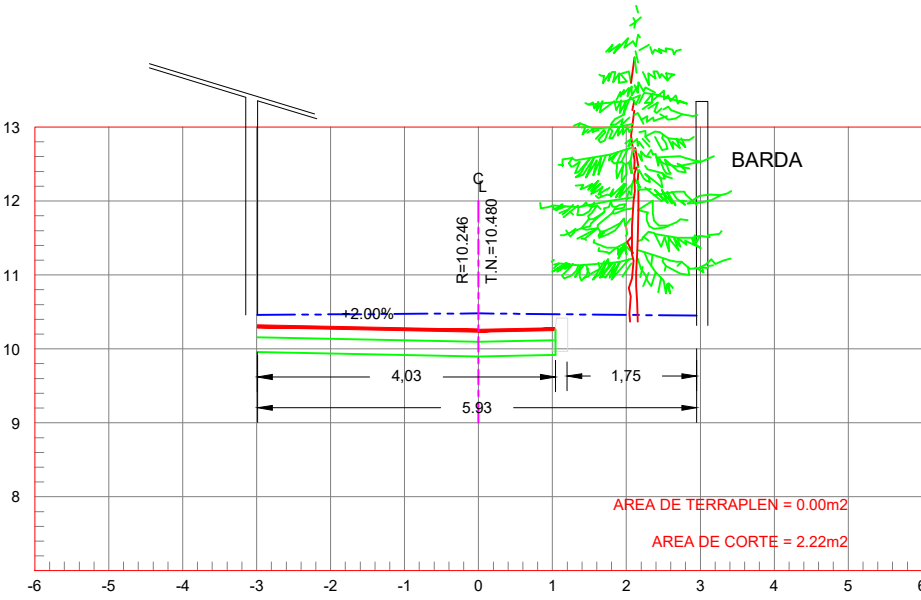 13
BARDA
12
CL
R=10.246
T.N.=10.480
11
+2.00%
10
4,03
1,75
5.93
9
AREA DE TERRAPLEN = 0.00m2
8
AREA DE CORTE = 2.22m2
-6 -5 -4 -3 -2 -1 0 1 2 3 4 5 6